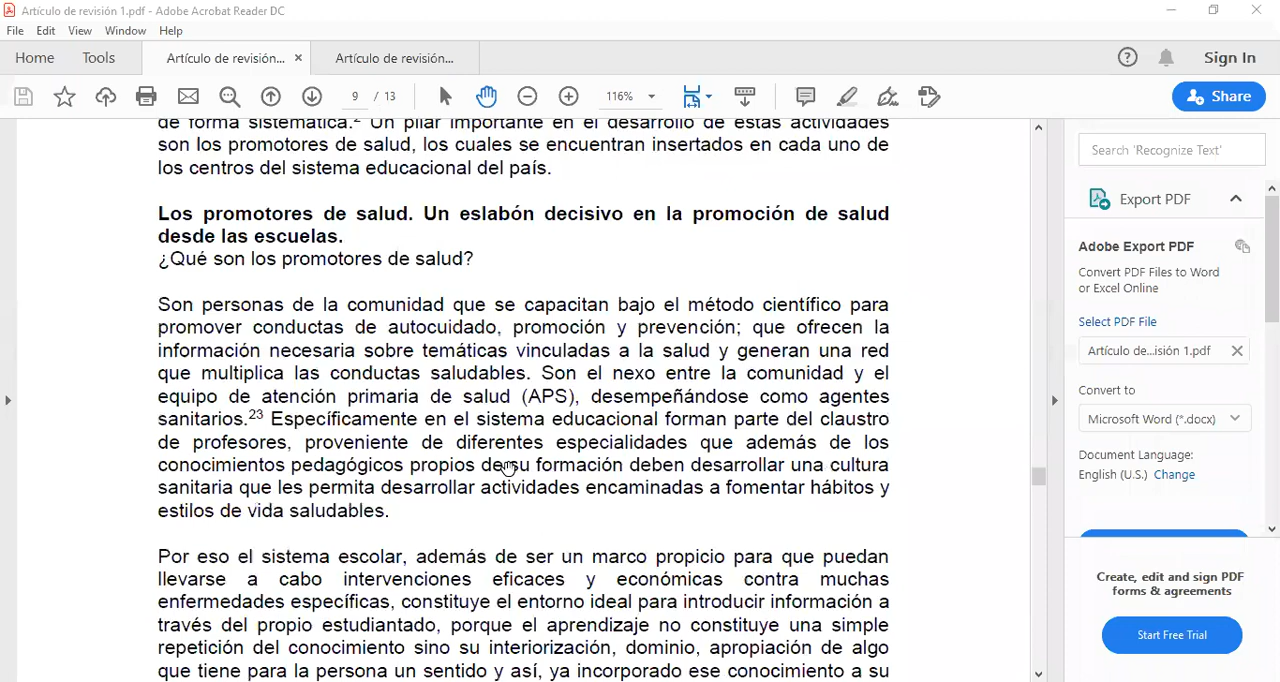 Artículo de revisión 1.pdf - Adobe Acrobat Reader DC
File Edit View Window Help
Home Tools Artículo de revisión... × Artículo de revisión... Sign In
9 / 13 116% Share
de forma sistemática.² Un pilar importante en el desarrollo de estas actividades
son los promotores de salud, los cuales se encuentran insertados en cada uno de
los centros del sistema educacional del país.
Los promotores de salud. Un eslabón decisivo en la promoción de salud
desde las escuelas.
¿Qué son los promotores de salud?
Son personas de la comunidad que se capacitan bajo el método científico para
promover conductas de autocuidado, promoción y prevención; que ofrecen la
información necesaria sobre temáticas vinculadas a la salud y generan una red
que multiplica las conductas saludables. Son el nexo entre la comunidad y el
equipo de atención primaria de salud (APS), desempeñándose como agentes
sanitarios.²³ Específicamente en el sistema educacional forman parte del claustro
de profesores, proveniente de diferentes especialidades que además de los
conocimientos pedagógicos propios de su formación deben desarrollar una cultura
sanitaria que les permita desarrollar actividades encaminadas a fomentar hábitos y
estilos de vida saludables.
Por eso el sistema escolar, además de ser un marco propicio para que puedan
llevarse a cabo intervenciones eficaces y económicas contra muchas
enfermedades específicas, constituye el entorno ideal para introducir información a
través del propio estudiantado, porque el aprendizaje no constituye una simple
repetición del conocimiento sino su interiorización, dominio, apropiación de algo
que tiene para la persona un sentido y así, ya incorporado ese conocimiento a su
Search 'Recognize Text'
Export PDF
Adobe Export PDF
Convert PDF Files to Word
or Excel Online
Select PDF File
Artículo de...isión 1.pdf
Convert to
Microsoft Word (*.docx)
Document Language:
English (U.S.) Change
Create, edit and sign PDF
forms & agreements
Start Free Trial